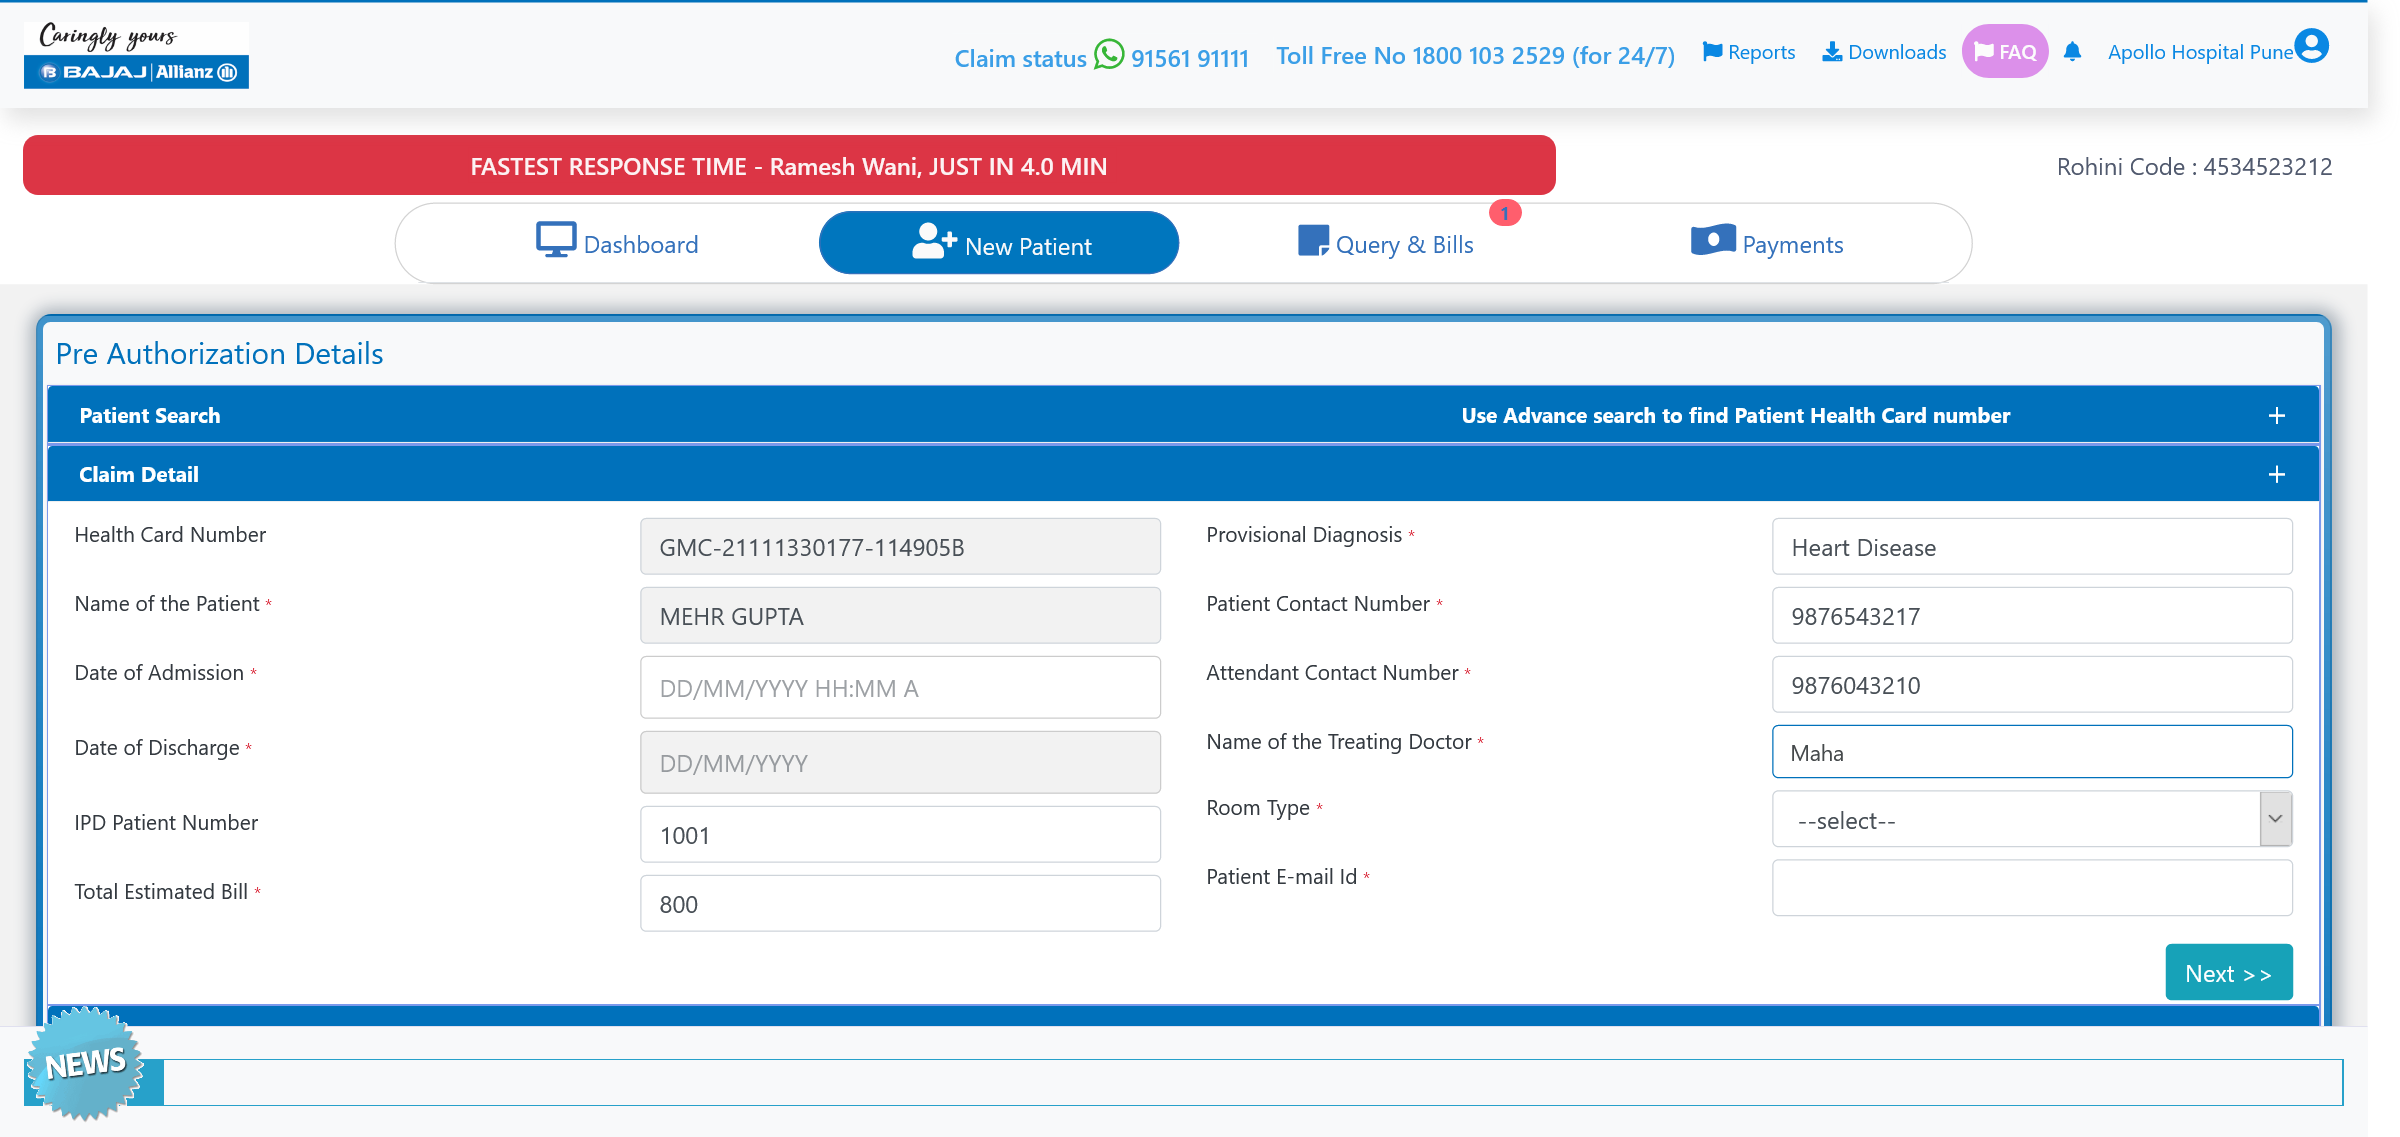 Caringly yours
BAJAJ | Allianz
Claim status 91561 91111
Toll Free No 1800 103 2529 (for 24/7)
Reports
Downloads
FAQ
Apollo Hospital Pune
FASTEST RESPONSE TIME - Ramesh Wani, JUST IN 4.0 MIN
Rohini Code : 4534523212
Dashboard
New Patient
Query & Bills
1
Payments
Pre Authorization Details
Patient Search
Use Advance search to find Patient Health Card number
+
Claim Detail
+
Health Card Number
GMC-21111330177-114905B
Name of the Patient *
MEHR GUPTA
Date of Admission *
DD/MM/YYYY HH:MM A
Date of Discharge *
DD/MM/YYYY
IPD Patient Number
1001
Total Estimated Bill *
800
Provisional Diagnosis *
Heart Disease
Patient Contact Number *
9876543217
Attendant Contact Number *
9876043210
Name of the Treating Doctor *
Maha
Room Type *
--select--
Patient E-mail Id *
Next >>
NEWS